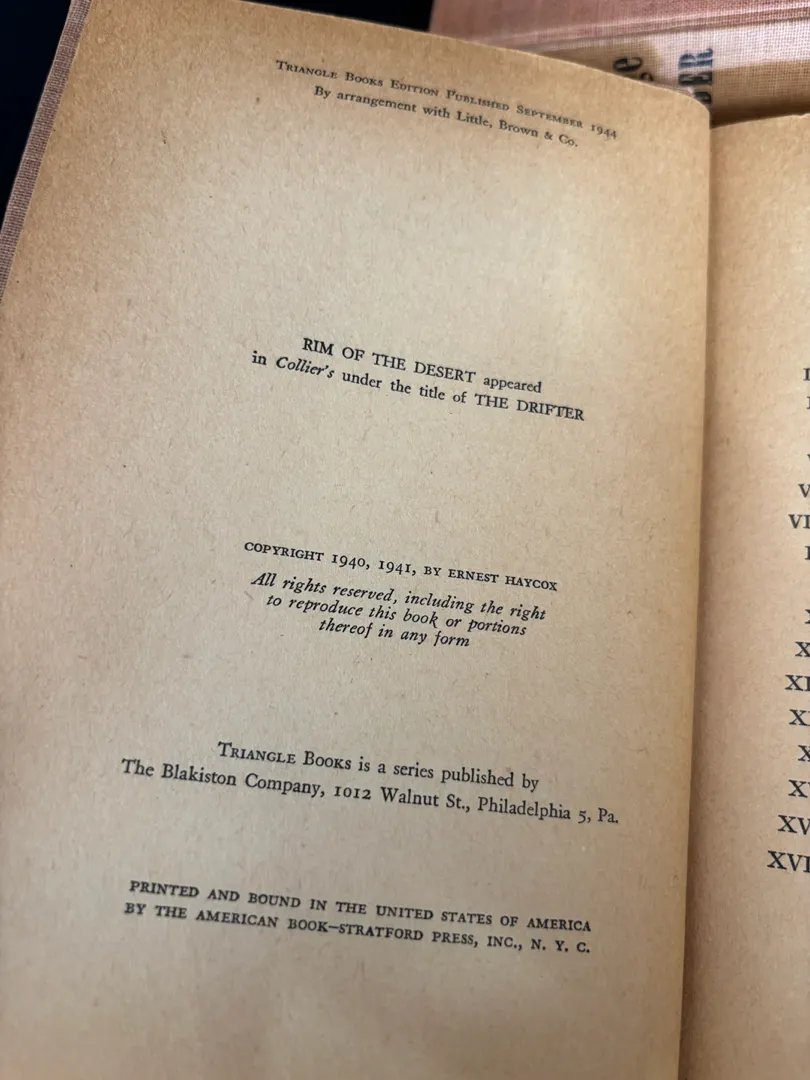 TRIANGLE BOOKS EDITION PUBLISHED SEPTEMBER 1944
By arrangement with Little, Brown & Co.
RIM OF THE DESERT appeared
in Collier's under the title of THE DRIFTER
COPYRIGHT 1940, 1941, BY ERNEST HAYCOX
All rights reserved, including the right
to reproduce this book or portions
thereof in any form
TRIANGLE BOOKS is a series published by
The Blakiston Company, 1012 Walnut St., Philadelphia 5, Pa.
PRINTED AND BOUND IN THE UNITED STATES OF AMERICA
BY THE AMERICAN BOOK—STRATFORD PRESS, INC., N. Y. C.